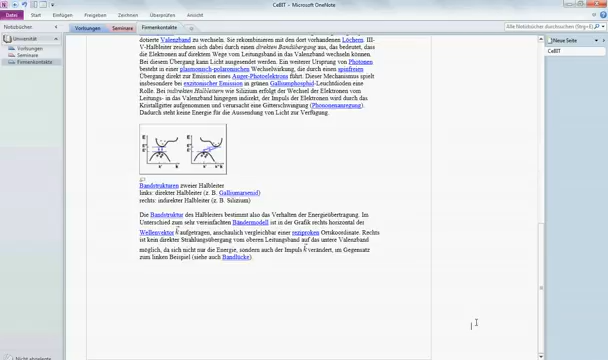 CeBIT - Microsoft OneNote
Datei Start Einfügen Freigeben Zeichnen Überprüfen Ansicht
Notizbücher
Vorlesungen Seminare Firmenkontakte
Alle Notizbücher durchsuchen (Strg+E)
Universität
Vorlesungen
Seminare
Firmenkontakte
Neue Seite
CeBIT
dotierte Valenzband zu wechseln. Sie rekombinieren mit den dort vorhandenen Löchern. III-
V-Halbleiter zeichnen sich dabei durch einen direkten Bandübergang aus, das bedeutet, dass
die Elektronen auf direktem Wege vom Leitungsband in das Valenzband wechseln können.
Bei diesem Übergang kann Licht ausgesendet werden. Ein weiterer Ursprung von Photonen
besteht in einer plasmonisch-polaronischen Wechselwirkung, die durch einen spinfreien
Übergang direkt zur Emission eines Auger-Photoelektrons führt. Dieser Mechanismus spielt
insbesondere bei exzitonischer Emission in grünen Galliumphosphid-Leuchtdioden eine
Rolle. Bei indirekten Halbleitern wie Silizium erfolgt der Wechsel der Elektronen vom
Leitungs- in das Valenzband hingegen indirekt, der Impuls der Elektronen wird durch das
Kristallgitter aufgenommen und verursacht eine Gitterschwingung (Phononenanregung).
Dadurch steht keine Energie für die Aussendung von Licht zur Verfügung.
Bandstrukturen zweier Halbleiter
links: direkter Halbleiter (z. B. Galliumarsenid)
rechts: indirekter Halbleiter (z. B. Silizium)
Die Bandstruktur des Halbleiters bestimmt also das Verhalten der Energieübertragung. Im
Unterschied zum sehr vereinfachten Bändermodell ist in der Grafik rechts horizontal der
Wellenvektor k aufgetragen, anschaulich vergleichbar einer reziproken Ortskoordinate. Rechts
ist kein direkter Strahlungsübergang vom oberen Leitungsband auf das untere Valenzband
möglich, da sich nicht nur die Energie, sondern auch der Impuls k verändert, im Gegensatz
zum linken Beispiel (siehe auch Bandlücke).
Nicht abgelegte